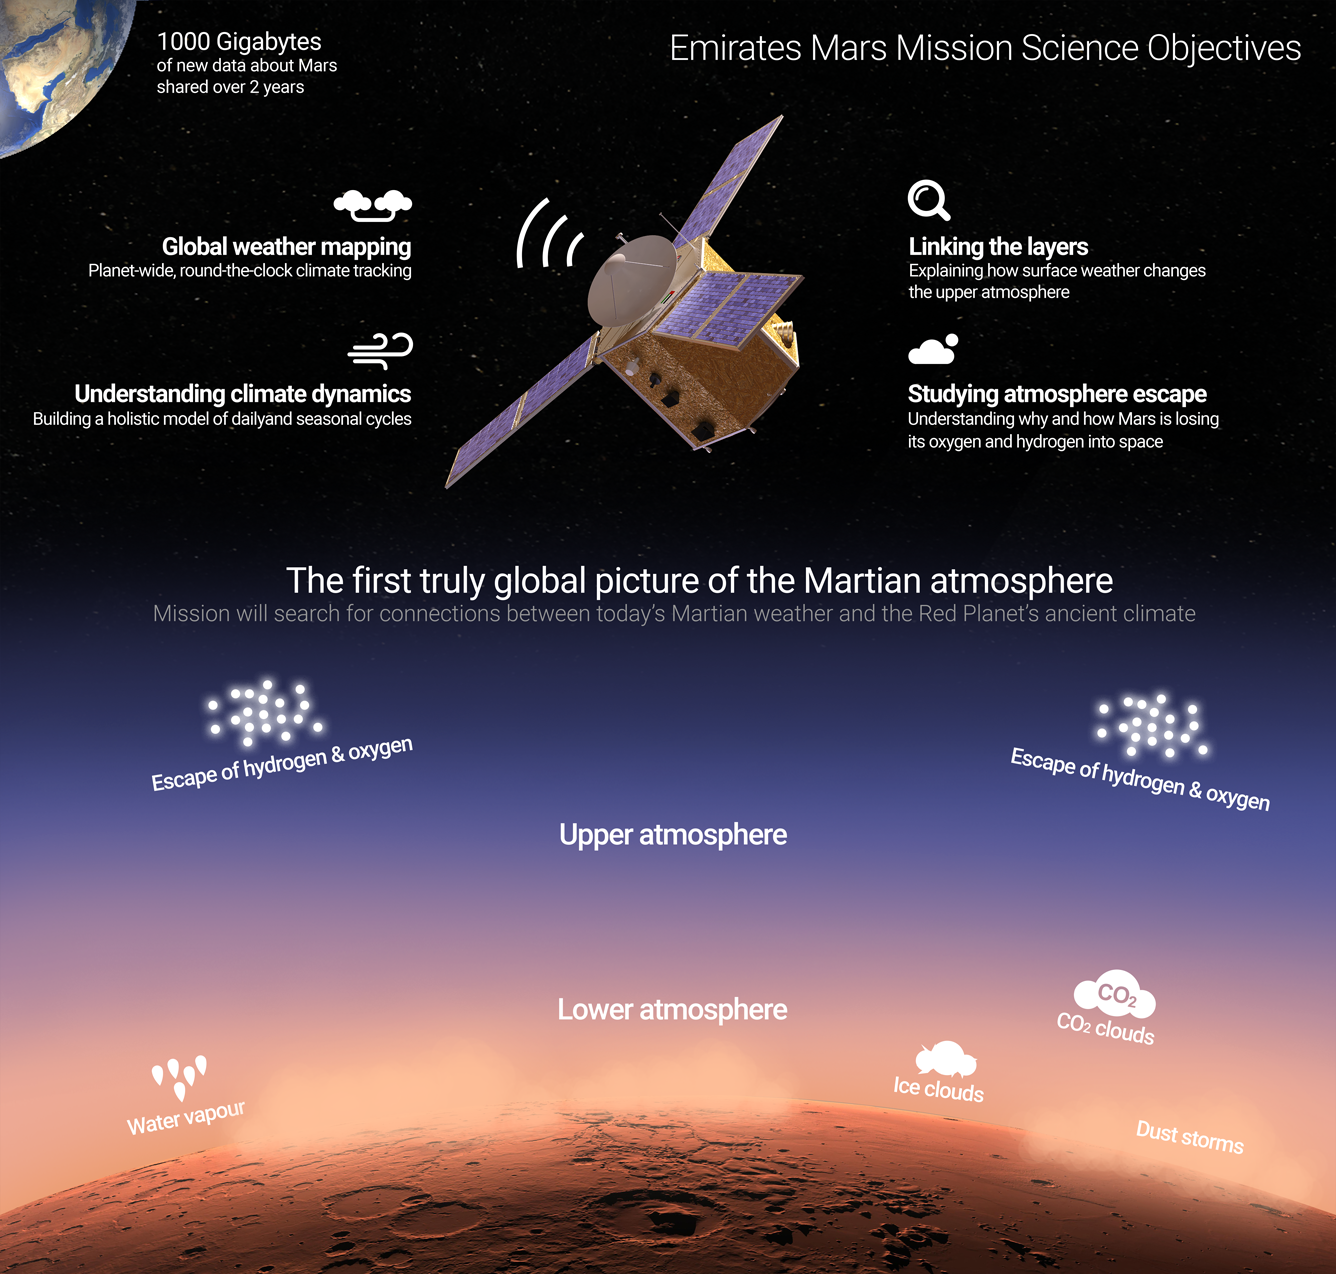 1000 Gigabytes
of new data about Mars
shared over 2 years
Emirates Mars Mission Science Objectives
Global weather mapping
Planet-wide, round-the-clock climate tracking
Understanding climate dynamics
Building a holistic model of dailyand seasonal cycles
Linking the layers
Explaining how surface weather changes
the upper atmosphere
Studying atmosphere escape
Understanding why and how Mars is losing
its oxygen and hydrogen into space
The first truly global picture of the Martian atmosphere
Mission will search for connections between today's Martian weather and the Red Planet's ancient climate
Escape of hydrogen & oxygen
Escape of hydrogen & oxygen
Upper atmosphere
Lower atmosphere
CO₂
CO₂ clouds
Ice clouds
Water vapour
Dust storms